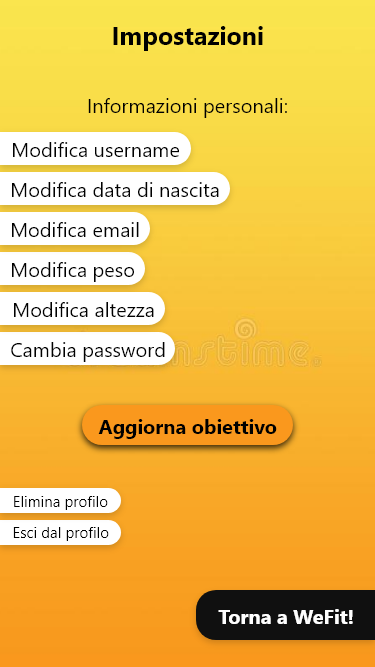 Impostazioni
Informazioni personali:
Modifica username
Modifica data di nascita
Modifica email
Modifica peso
Modifica altezza
Cambia password
Aggiorna obiettivo
Elimina profilo
Esci dal profilo
Torna a WeFit!